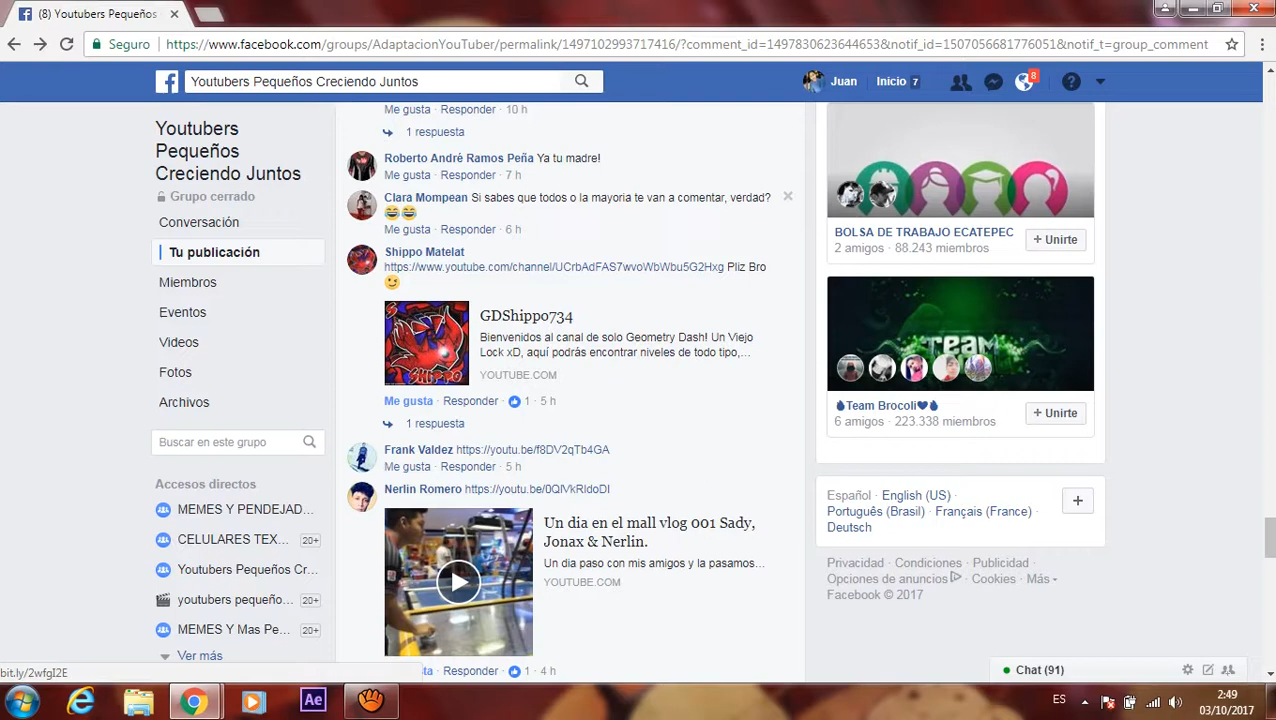 (8) Youtubers Pequeños
Seguro
https://www.facebook.com/groups/AdaptacionYouTuber/permalink/1497102993717416/?comment_id=1497830623644653&notif_id=1507056681776051&notif_t=group_comment
Youtubers Pequeños Creciendo Juntos
Juan
Inicio 7
8
Youtubers
Pequeños
Creciendo Juntos
Grupo cerrado
Conversación
Tu publicación
Miembros
Eventos
Videos
Fotos
Archivos
Buscar en este grupo
Accesos directos
MEMES Y PENDEJAD...
CELULARES TEX... 20+
Youtubers Pequeños Cr...
youtubers pequeño... 20+
MEMES Y Mas Pe... 20+
Ver más
bit.ly/2wfgI2E
Me gusta · Responder · 10 h
1 respuesta
Roberto André Ramos Peña Ya tu madre!
Me gusta · Responder · 7 h
Clara Mompean Si sabes que todos o la mayoria te van a comentar, verdad?
Me gusta · Responder · 6 h
Shippo Matelat
https://www.youtube.com/channel/UCrbAdFAS7wvoWbWbu5G2Hxg Pliz Bro
SHIPPO
GDShippo734
Bienvenidos al canal de solo Geometry Dash! Un Viejo
Lock xD, aquí podrás encontrar niveles de todo tipo,...
YOUTUBE.COM
Me gusta · Responder · 1 · 5 h
1 respuesta
Frank Valdez https://youtu.be/f8DV2qTb4GA
Me gusta · Responder · 5 h
Nerlin Romero https://youtu.be/0QlVkRIdoDI
Un dia en el mall vlog 001 Sady,
Jonax & Nerlin.
Un dia paso con mis amigos y la pasamos...
YOUTUBE.COM
ta · Responder · 1 · 4 h
BOLSA DE TRABAJO ECATEPEC
2 amigos · 88.243 miembros
+ Unirte
TEAM
Team Brocoli
6 amigos · 223.338 miembros
+ Unirte
Español · English (US) ·
Português (Brasil) · Français (France) ·
Deutsch
Privacidad · Condiciones · Publicidad ·
Opciones de anuncios · Cookies · Más
Facebook © 2017
Chat (91)
Ae
ES
2:49
03/10/2017